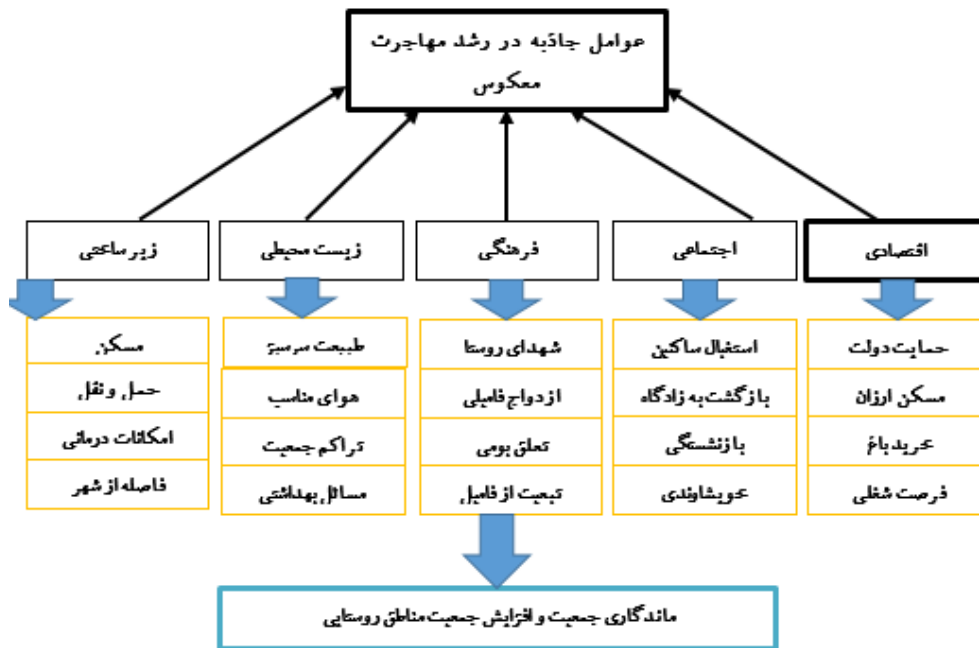 عوامل جاذبه در رشد مهاجرت
معکوس
اقتصادی
اجتماعی
فرهنگی
زیست محیطی
زیر ساختی
حمایت دولت
مسکن ارزان
خرید باغ
فرصت شغلی
استقبال ساکنین
بازگشت به زادگاه
بازنشستگی
خویشاوندی
شهدای روستا
ازدواج فامیلی
تعلق بومی
تبعیت از فامیل
طبیعت سرسبز
هوای مناسب
تراکم جمعیت
مسائل بهداشتی
مسکن
حمل و نقل
امکانات درمانی
فاصله از شهر
ماندگاری جمعیت و افزایش جمعیت مناطق روستایی